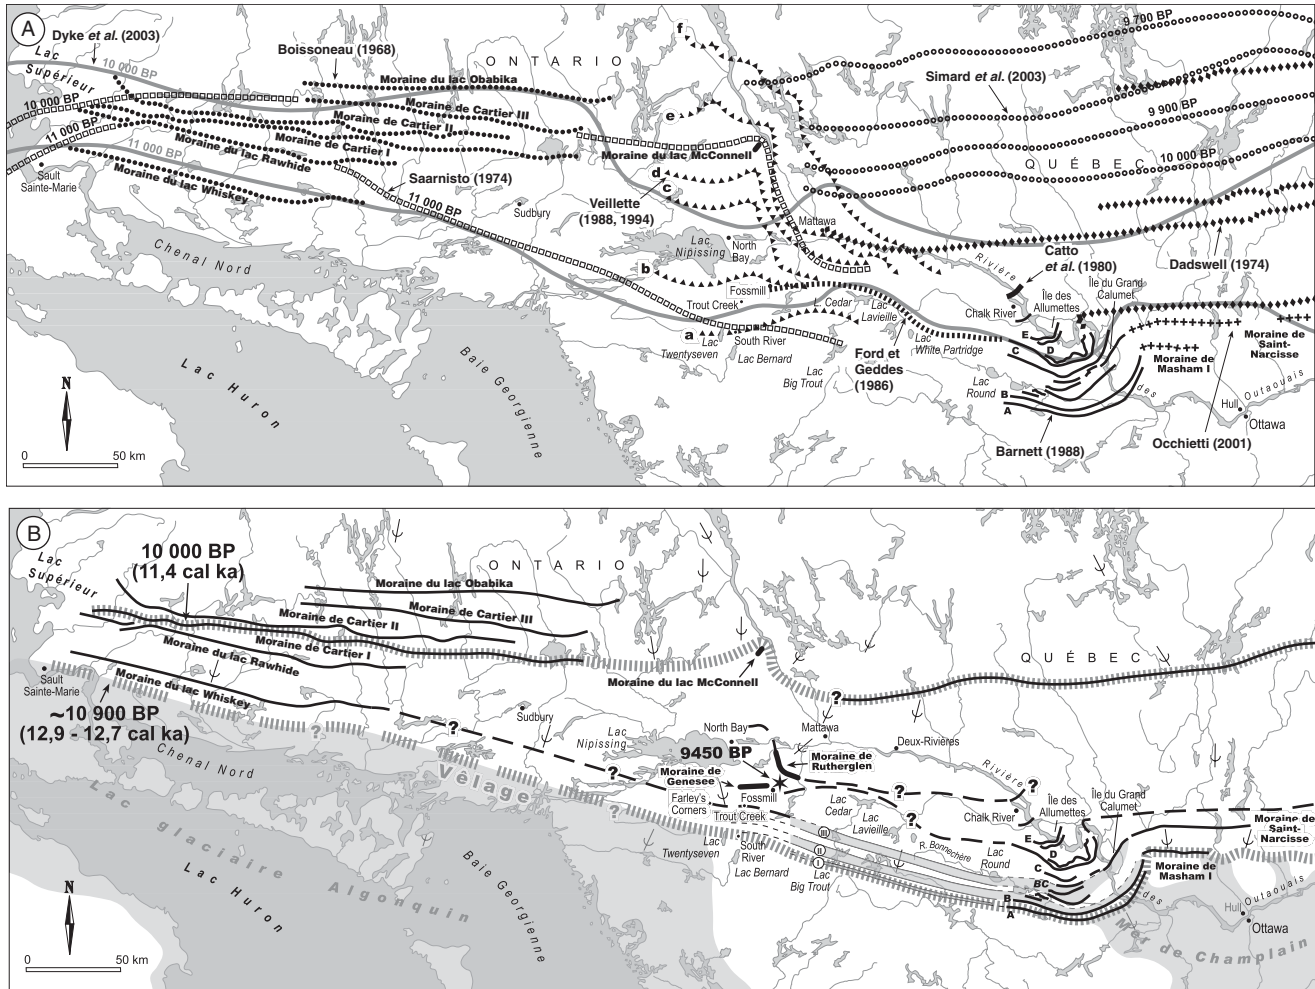 A
Dyke et al. (2003)
Lac
Supérieur
10 000 BP
Boissoneau (1968)
ONTARIO
Moraine du lac Obabika
Moraine de Cartier III
Moraine de Cartier II
Moraine de Cartier I
Moraine du lac Rawhide
Moraine du lac Whiskey
10 000 BP
11 000 BP
11 000 BP
11 000 BP
Sault
Sainte-Marie
Saarnisto (1974)
Sudbury
Chenal Nord
Lac Huron
Baie Georgienne
N
0
50 km
f
e
d
c
b
a
Moraine du lac McConnell
Veillette
(1988, 1994)
Lac
Nipissing
North
Bay
Mattawa
Fossmill
Trout Creek
South River
Lac
Twentyseven
Lac Bernard
L. Cedar
Lac
Lavieille
Lac
Big Trout
Ford et
Geddes
(1986)
Lac
White Partridge
Lac
Round
Rivière
des
Outaouais
Chalk River
Île des
Allumettes
Île du Grand
Calumet
Catto
et al. (1980)
E
D
C
B
A
Barnett (1988)
Simard et al. (2003)
9 700 BP
9 900 BP
10 000 BP
QUÉBEC
Dadswell (1974)
Moraine de
Saint-
Narcisse
Moraine de
Masham I
Hull
Ottawa
Occhietti (2001)
B
10 000 BP
(11,4 cal ka)
Lac
Supérieur
ONTARIO
Moraine du lac Obabika
Moraine de Cartier III
Moraine de Cartier II
Moraine de Cartier I
Moraine du lac Rawhide
Moraine du lac Whiskey
Sault
Sainte-Marie
~10 900 BP
(12,9 - 12,7 cal ka)
?
?
?
?
?
?
?
?
Sudbury
Chenal Nord
Vêlage
Lac
glaciaire Algonquin
Lac Huron
Baie Georgienne
N
0
50 km
Moraine du lac McConnell
QUÉBEC
Lac
Nipissing
North Bay
Mattawa
9450 BP
Moraine de
Rutherglen
Deux-Rivières
Moraine de
Genesee
Farley's
Corners
Fossmill
Trout Creek
South
River
Lac
Twentyseven
Lac Bernard
Lac
Big Trout
Lac
Cedar
Lac
Lavieille
III
II
I
R. Bonnechère
Lac
Round
Rivière
des
Outaouais
Chalk River
Île des
Allumettes
Île du Grand
Calumet
E
D
C
BC
B
A
Moraine de
Saint-
Narcisse
Moraine de
Masham I
Hull
Ottawa
Mer de Champlain